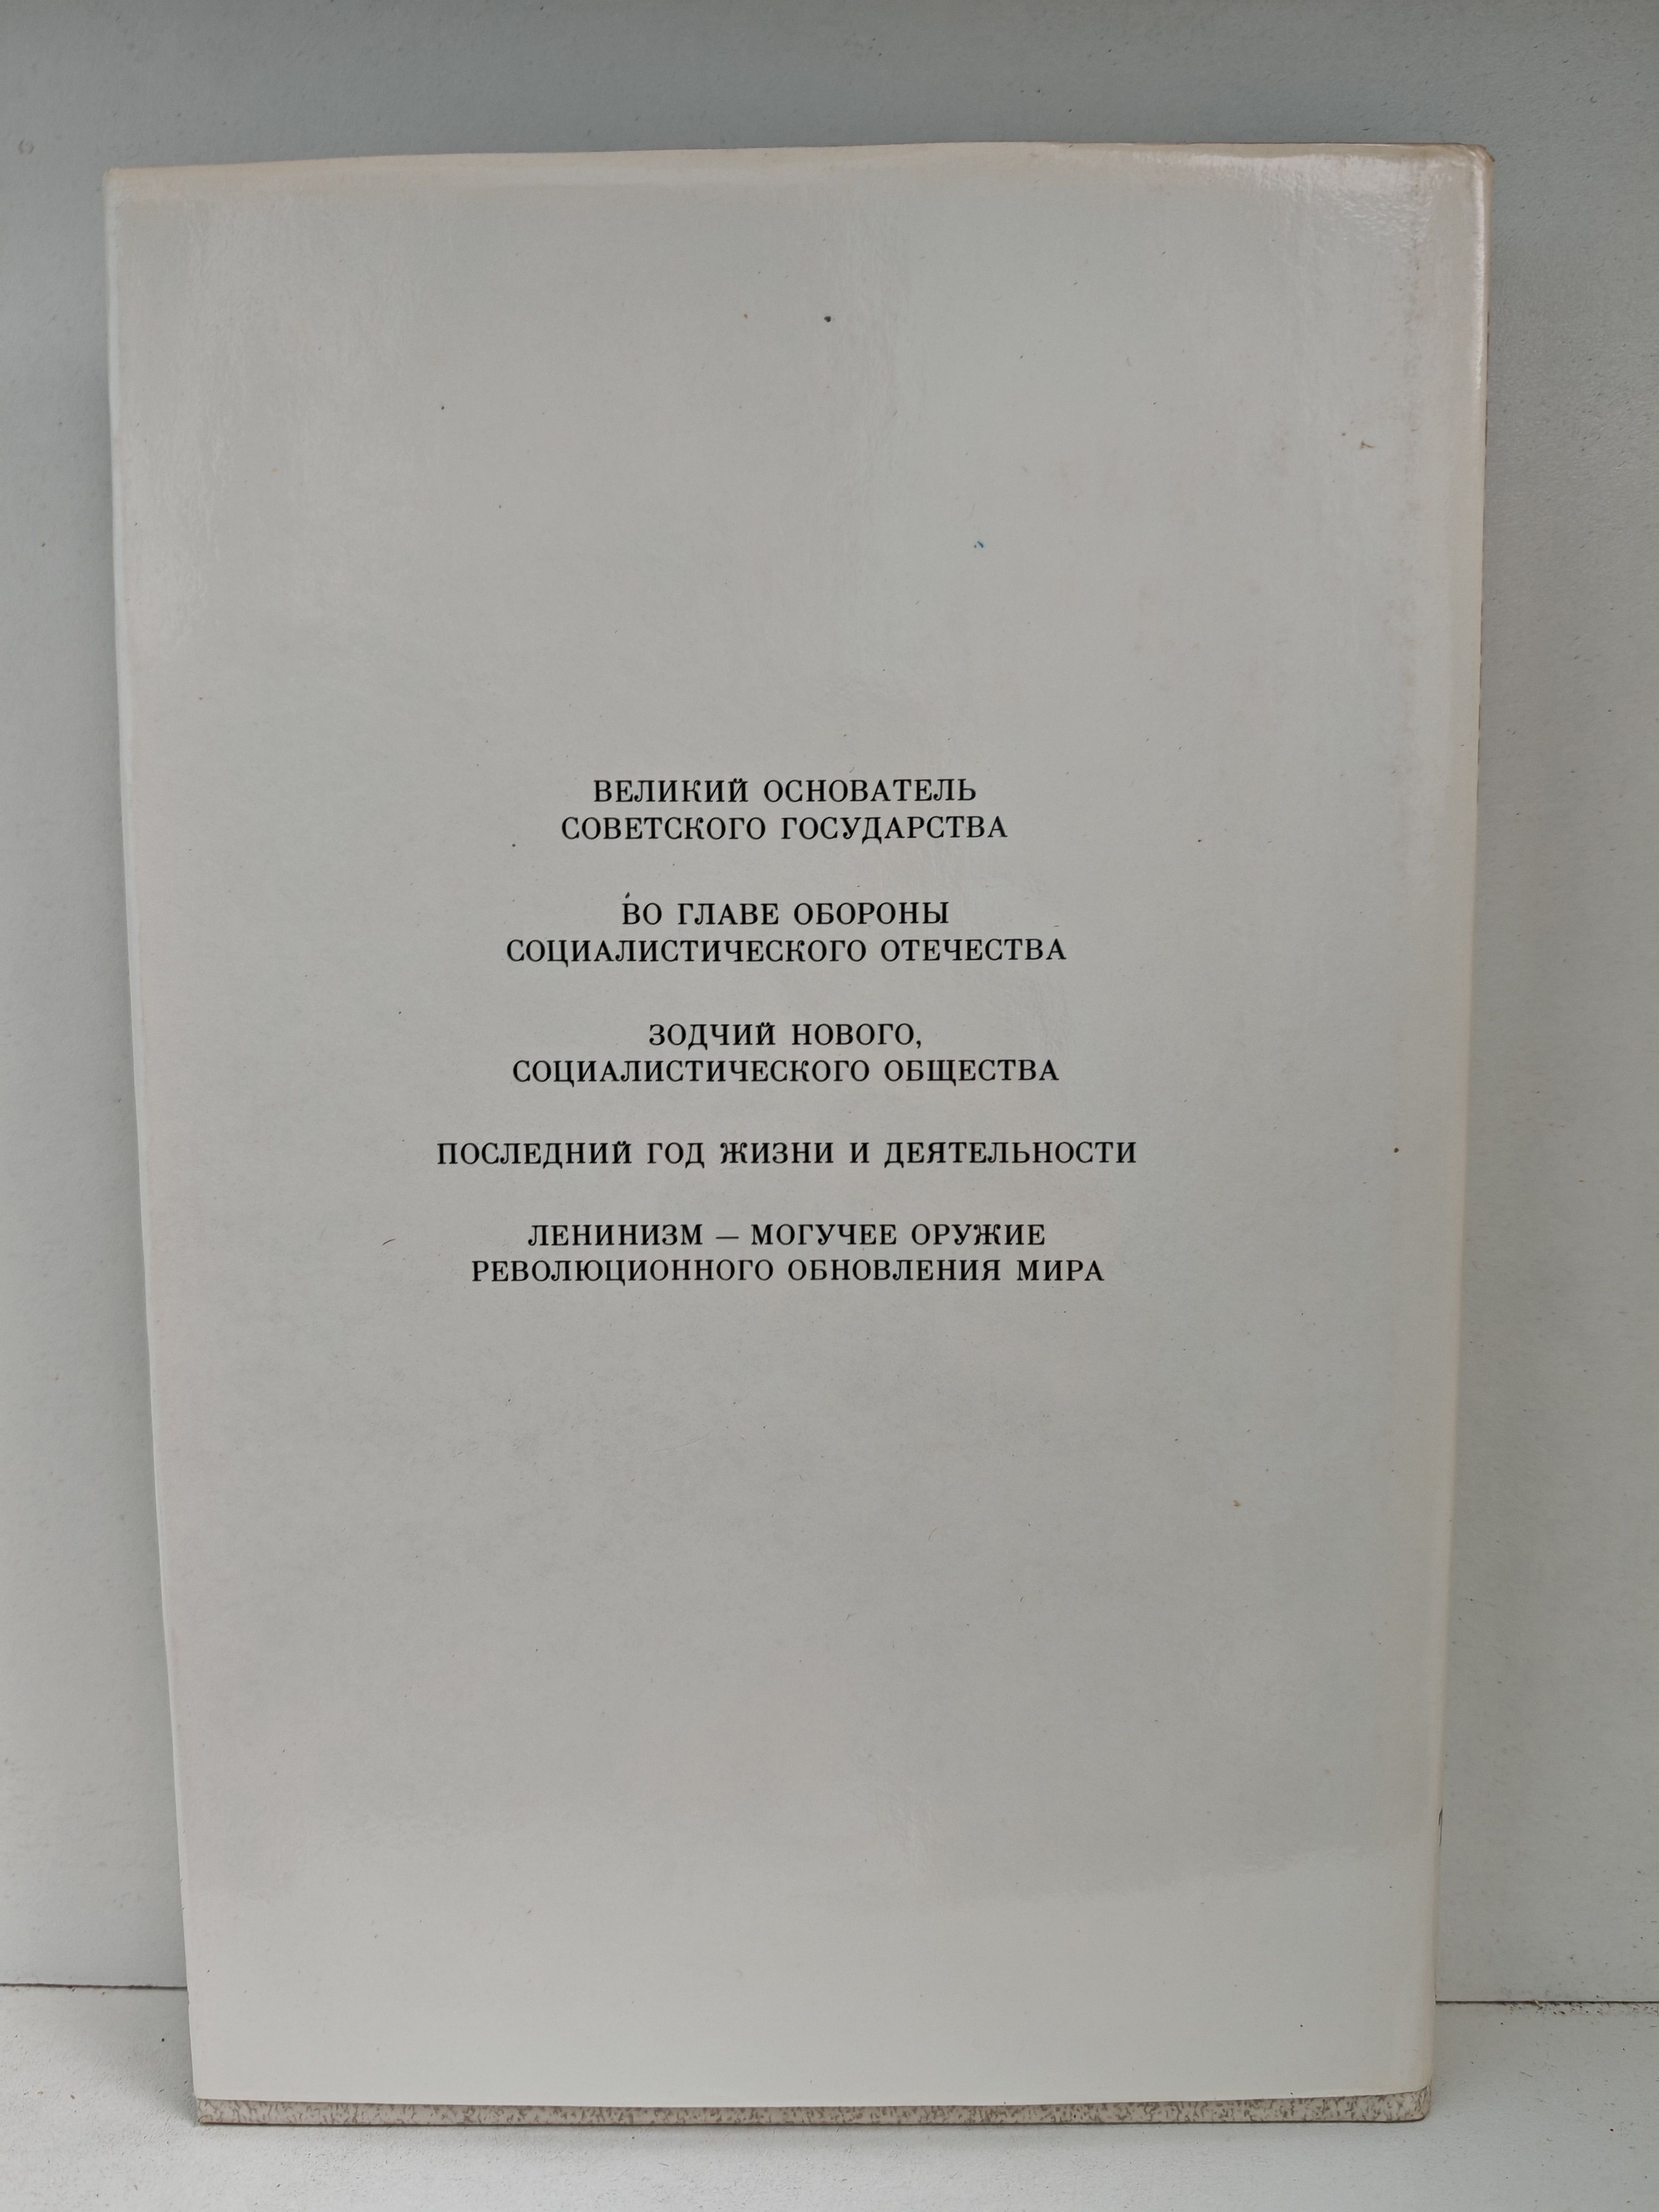 ВЕЛИКИЙ ОСНОВАТЕЛЬ
СОВЕТСКОГО ГОСУДАРСТВА
ВО ГЛАВЕ ОБОРОНЫ
СОЦИАЛИСТИЧЕСКОГО ОТЕЧЕСТВА
ЗОДЧИЙ НОВОГО,
СОЦИАЛИСТИЧЕСКОГО ОБЩЕСТВА
ПОСЛЕДНИЙ ГОД ЖИЗНИ И ДЕЯТЕЛЬНОСТИ
ЛЕНИНИЗМ — МОГУЧЕЕ ОРУЖИЕ
РЕВОЛЮЦИОННОГО ОБНОВЛЕНИЯ МИРА